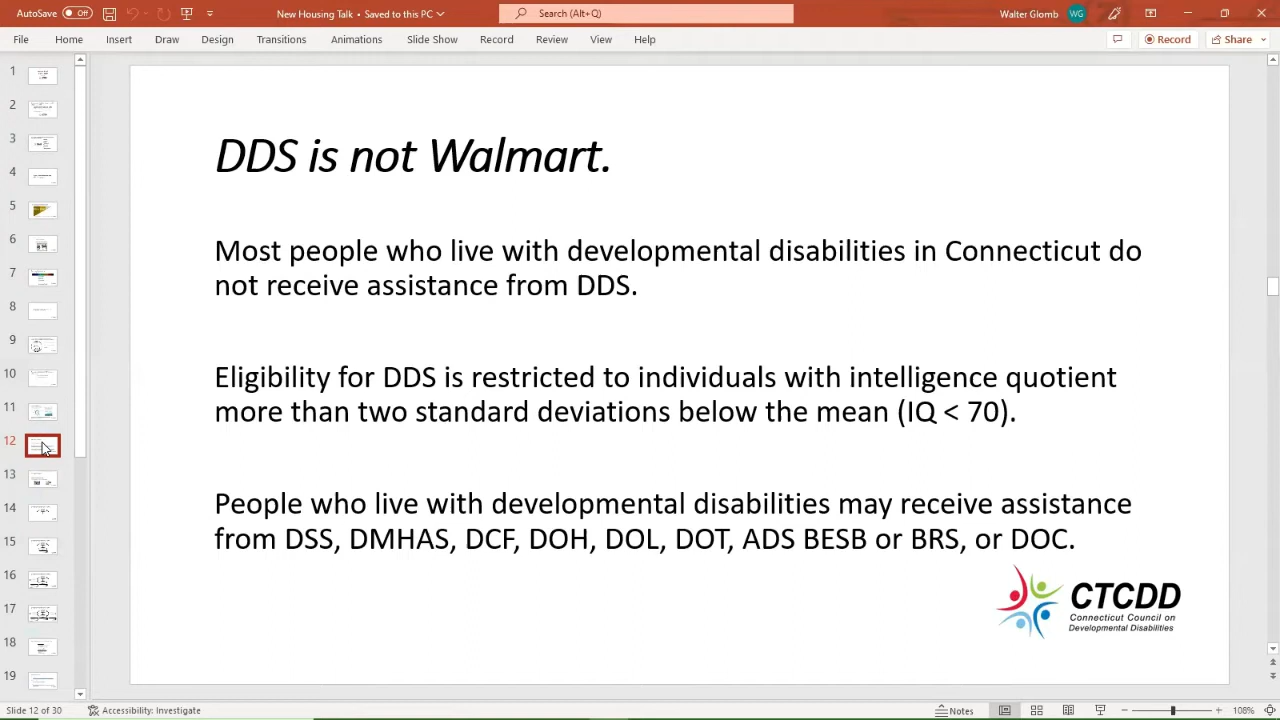 AutoSave Off New Housing Talk • Saved to this PC Search (Alt+Q) Walter Glomb WG
File Home Insert Draw Design Transitions Animations Slide Show Record Review View Help Record Share
1
2
3
4
5
6
7
8
9
10
11
12
13
14
15
16
17
18
19
DDS is not Walmart.
Most people who live with developmental disabilities in Connecticut do
not receive assistance from DDS.
Eligibility for DDS is restricted to individuals with intelligence quotient
more than two standard deviations below the mean (IQ < 70).
People who live with developmental disabilities may receive assistance
from DSS, DMHAS, DCF, DOH, DOL, DOT, ADS BESB or BRS, or DOC.
CTCDD
Connecticut Council on
Developmental Disabilities
Slide 12 of 30 Accessibility: Investigate Notes 108%